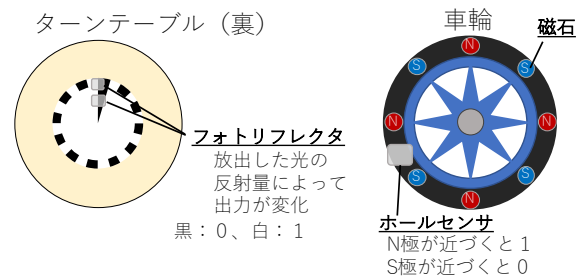 ターンテーブル（裏）
フォトリフレクタ
放出した光の
反射量によって
出力が変化
黒：０、白：１
車輪
磁石
N
S
S
N
N
S
S
N
ホールセンサ
N極が近づくと１
S極が近づくと０